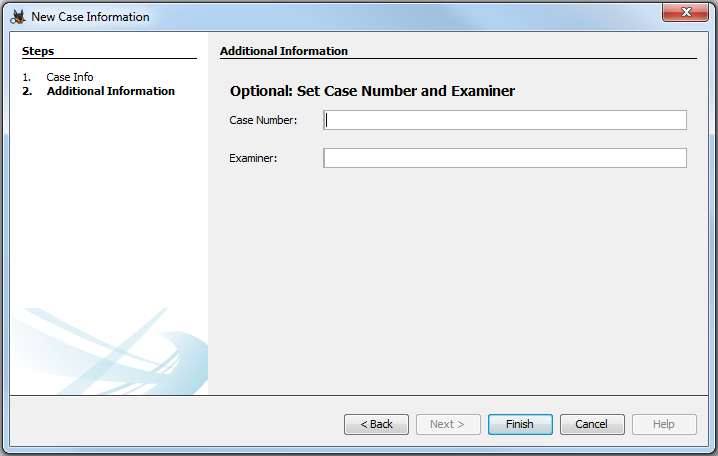 New Case Information
Steps
1. Case Info
2. Additional Information
Additional Information
Optional: Set Case Number and Examiner
Case Number:
Examiner:
< Back Next > Finish Cancel Help